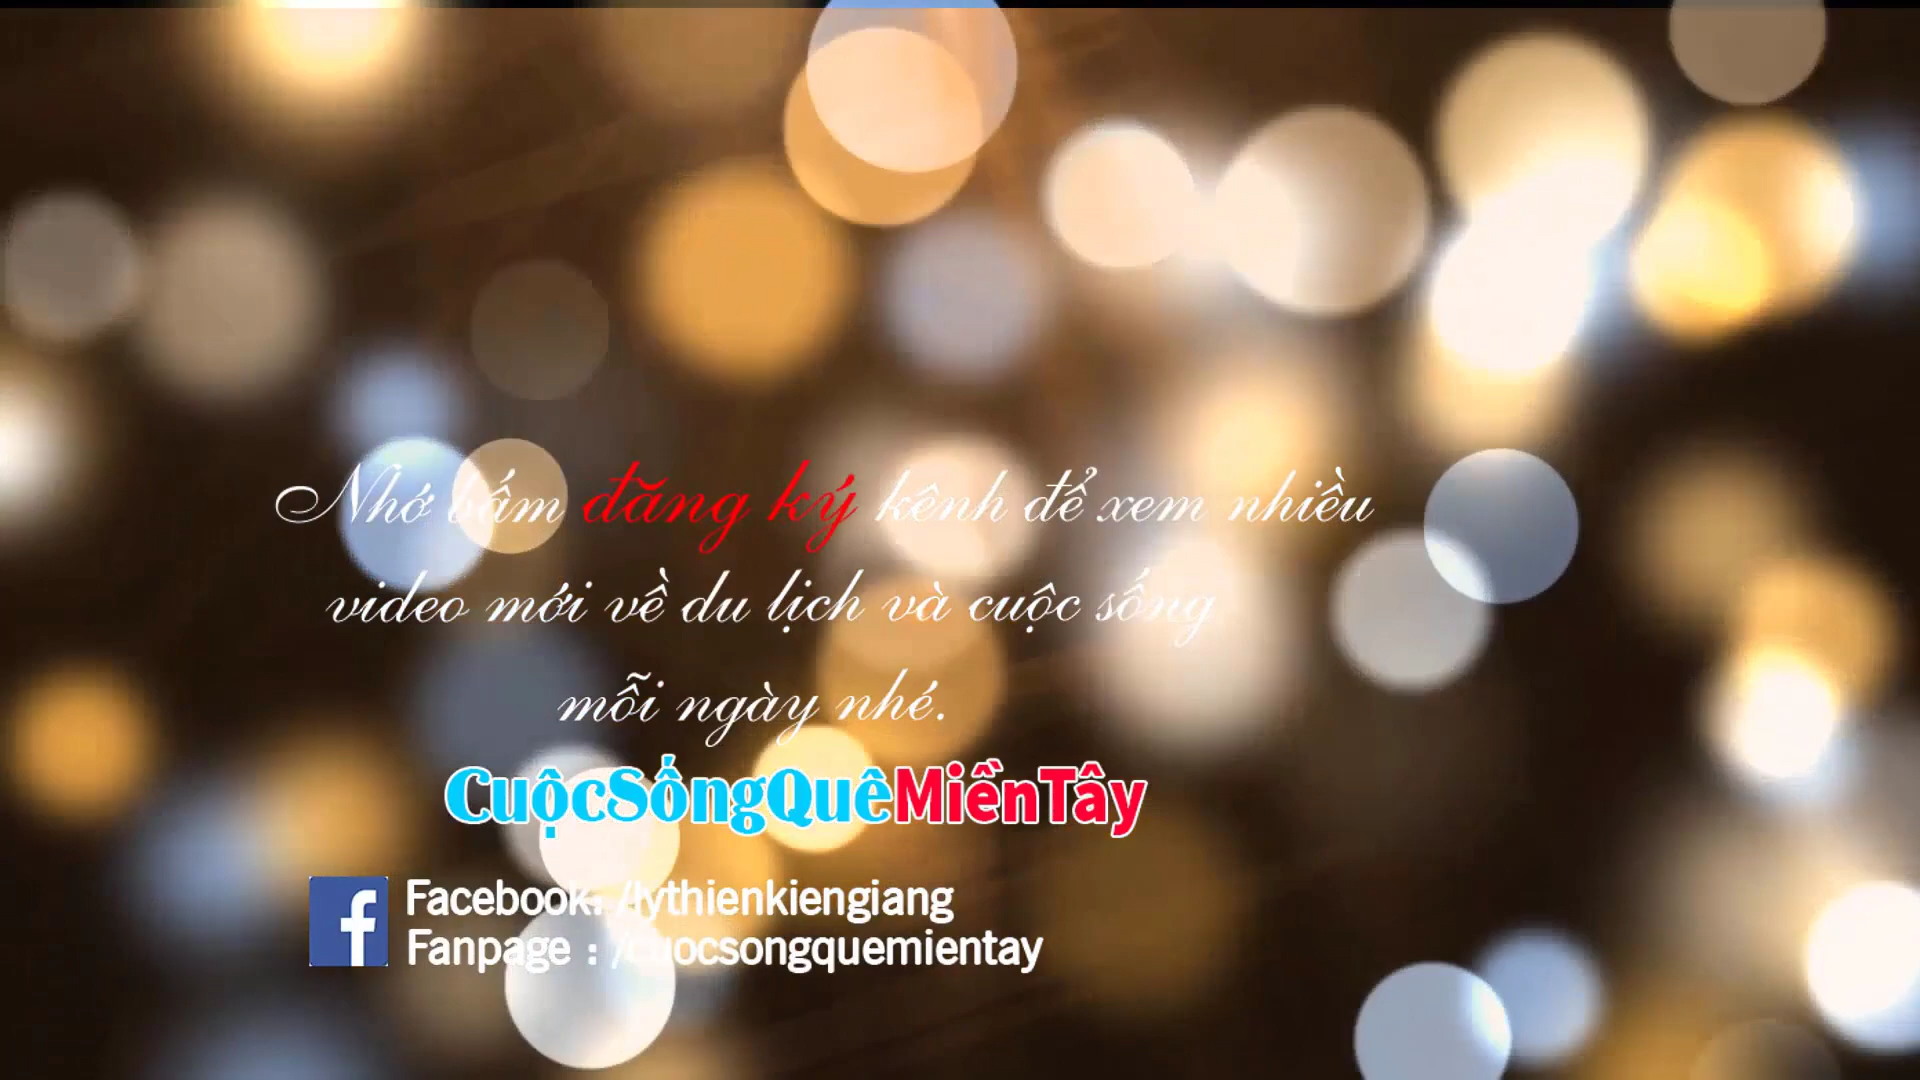 Nhớ bấm đăng ký kênh để xem nhiều
video mới về du lịch và cuộc sống
mỗi ngày nhé.
CuộcSốngQuêMiềnTây
Facebook: /lythienkiengiang
Fanpage : /cuocsongquemientay